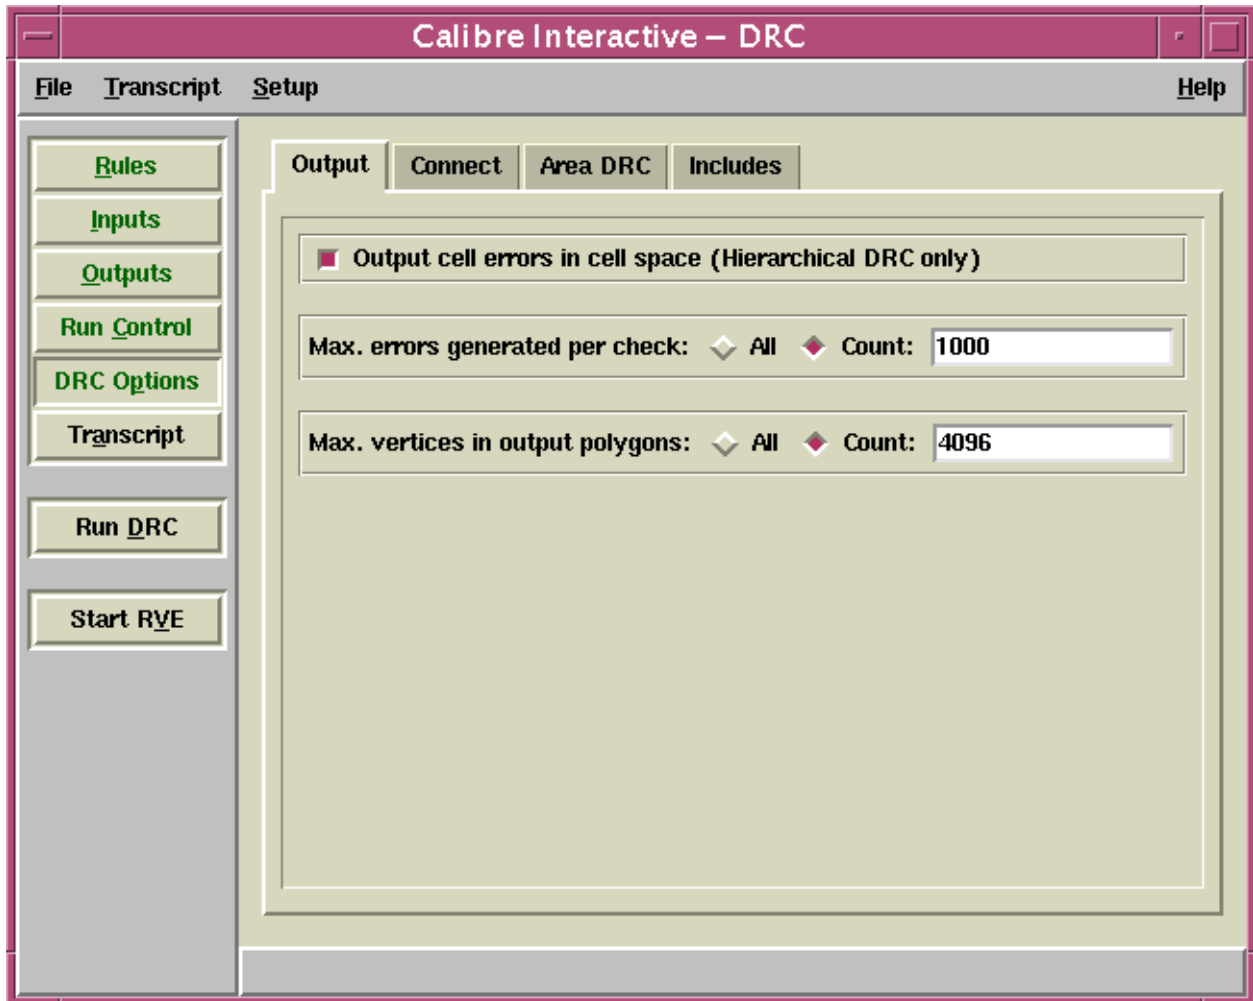 Calibre Interactive – DRC
File Transcript Setup Help
Rules
Inputs
Outputs
Run Control
DRC Options
Transcript
Run DRC
Start RVE
Output Connect Area DRC Includes
Output cell errors in cell space (Hierarchical DRC only)
Max. errors generated per check: All Count: 1000
Max. vertices in output polygons: All Count: 4096